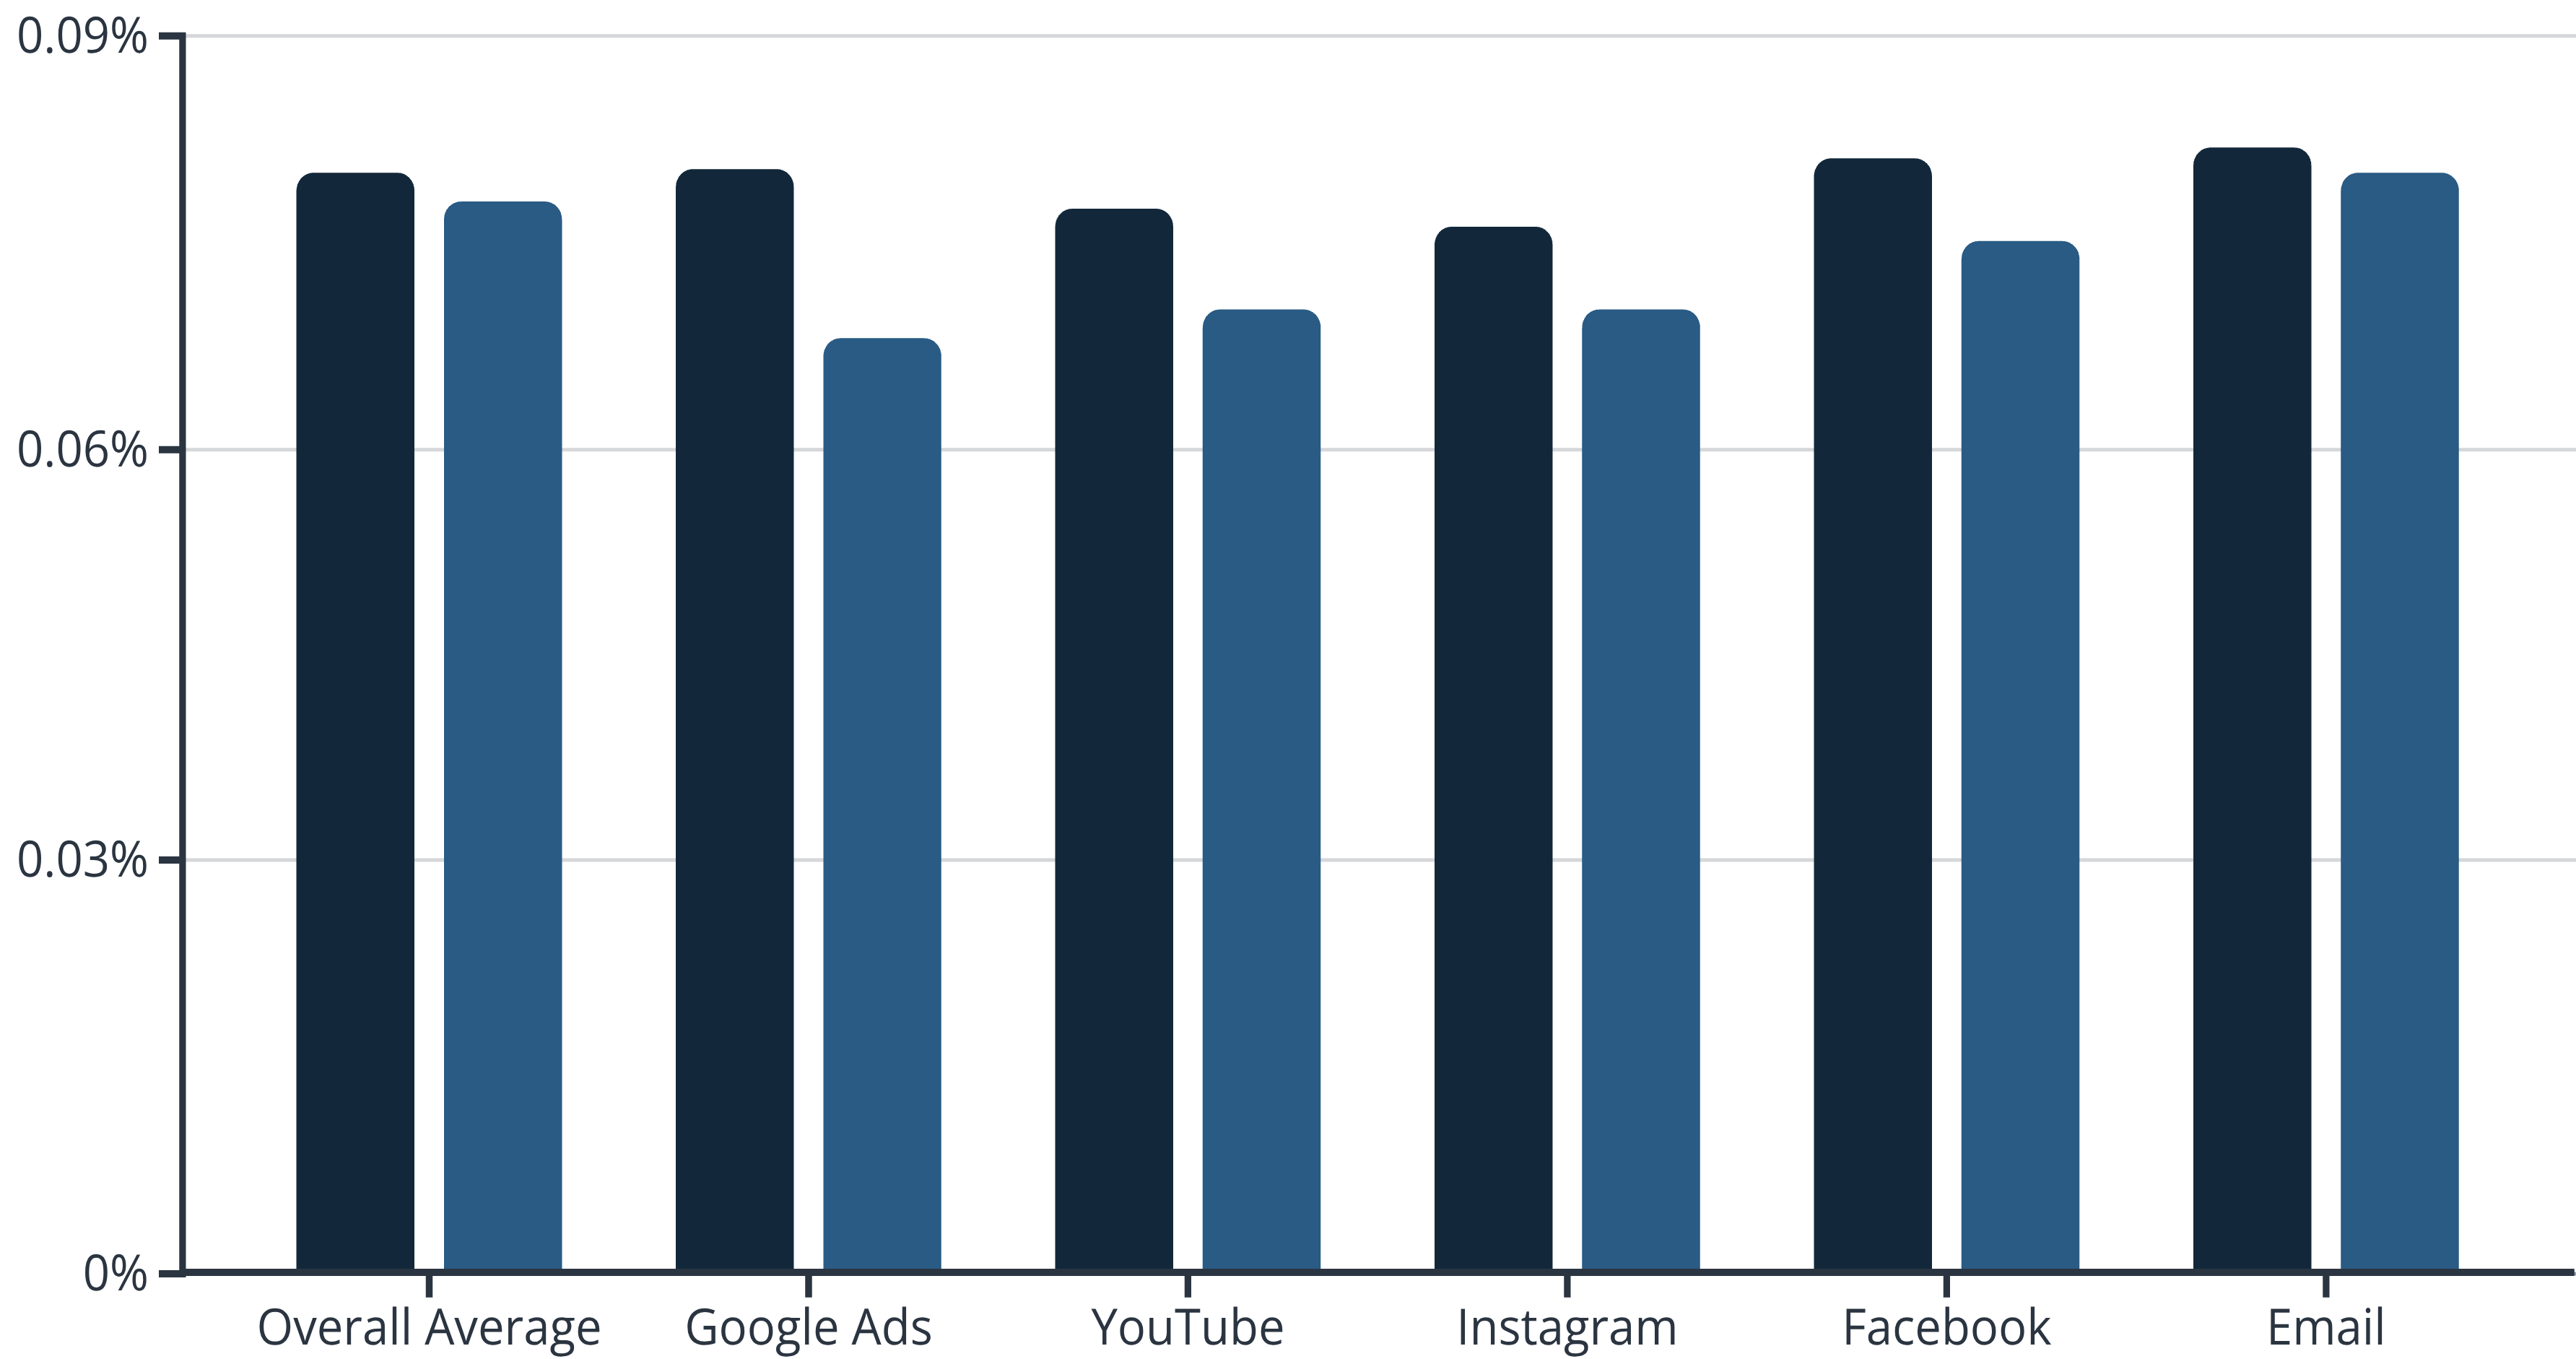 0.09%
0.06%
0.03%
0%
Overall Average
Google Ads
YouTube
Instagram
Facebook
Email